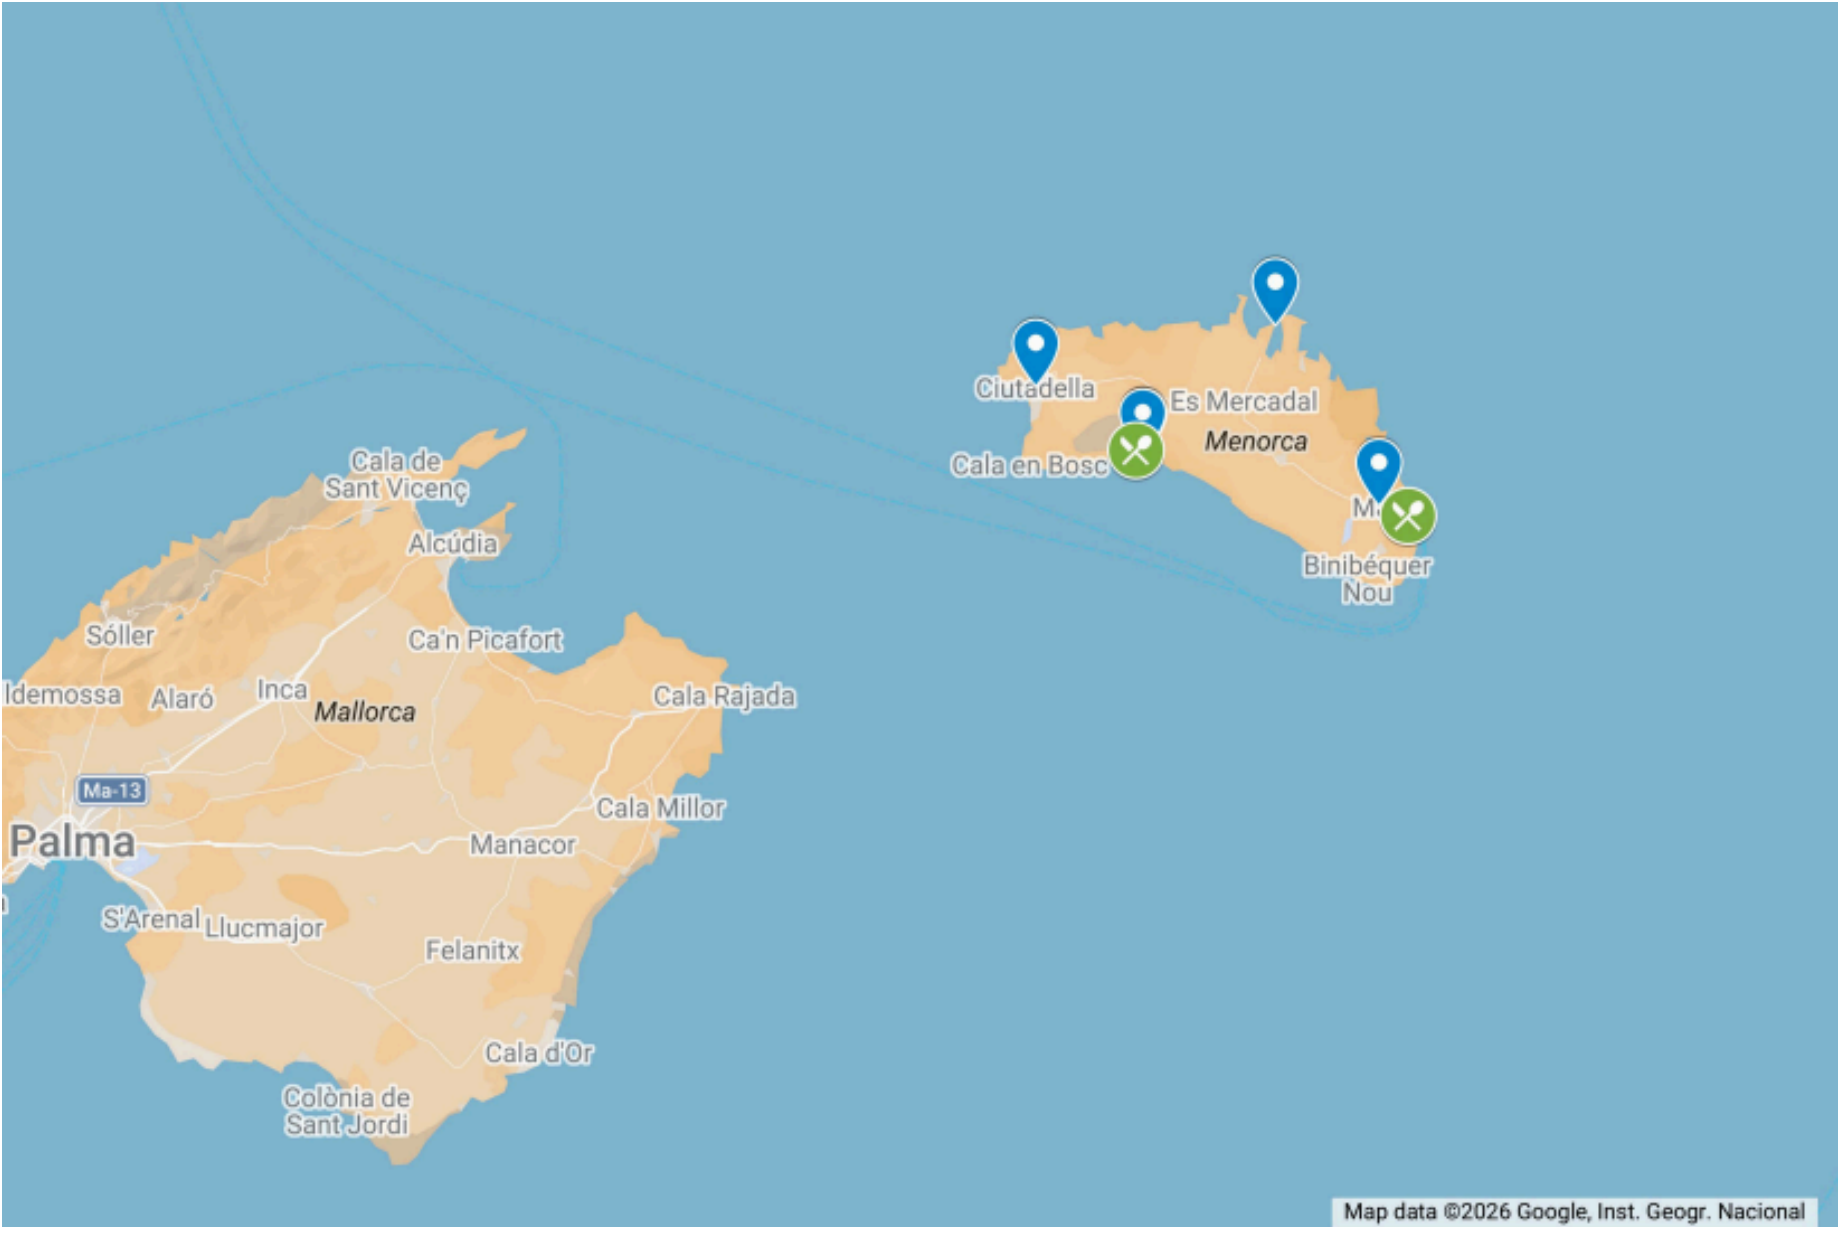 Ciutadella
Es Mercadal
Menorca
Cala en Bosc
Binibéquer
Nou
Cala de
Sant Vicenç
Alcúdia
Sóller
Ca'n Picafort
ldemossa
Alaró
Inca
Mallorca
Cala Rajada
Ma-13
Cala Millor
Palma
Manacor
S'Arenal
Llucmajor
Felanitx
Cala d'Or
Colònia de
Sant Jordi
Map data ©2026 Google, Inst. Geogr. Nacional